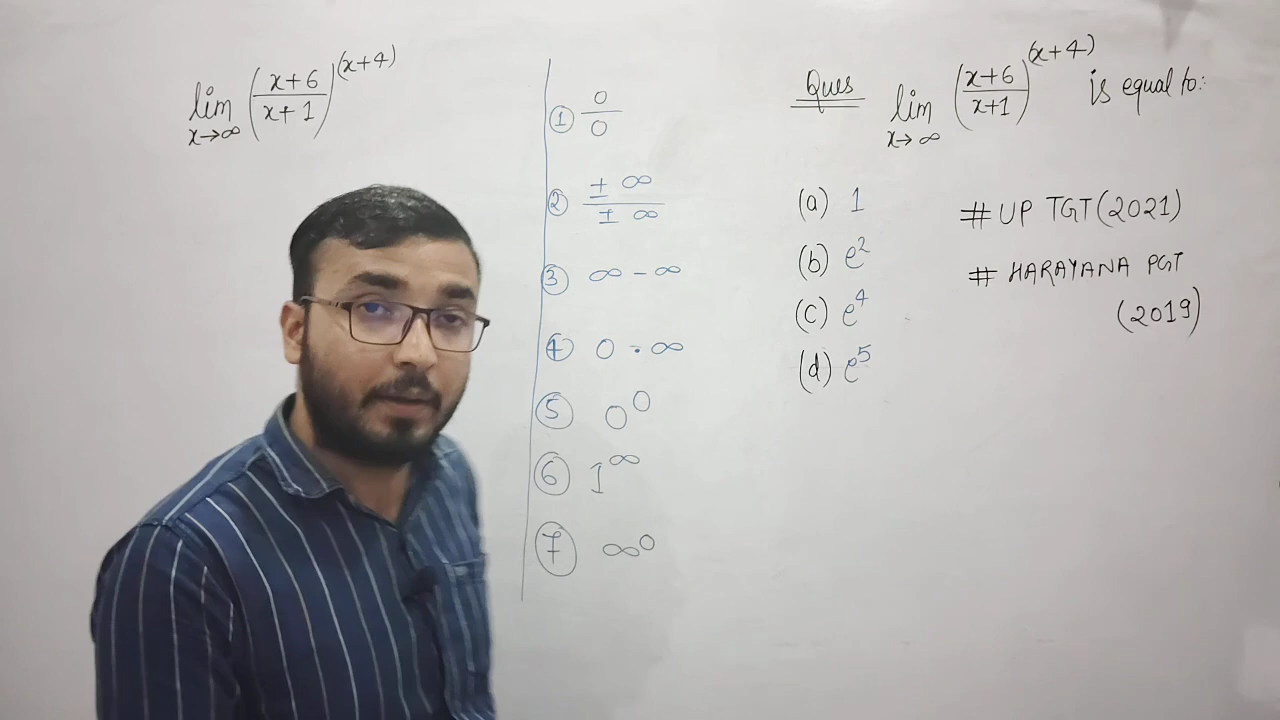 lim x→∞ (x+6/x+1)^(x+4)
① 0/0
② ± ∞/± ∞
③ ∞ - ∞
④ 0 . ∞
⑤ 0^0
⑥ 1^∞
⑦ ∞^0
Ques lim x→∞ (x+6/x+1)^(x+4) is equal to:
(a) 1
(b) e^2
(c) e^4
(d) e^5
# UP TGT (2021)
# HARAYANA PGT
(2019)